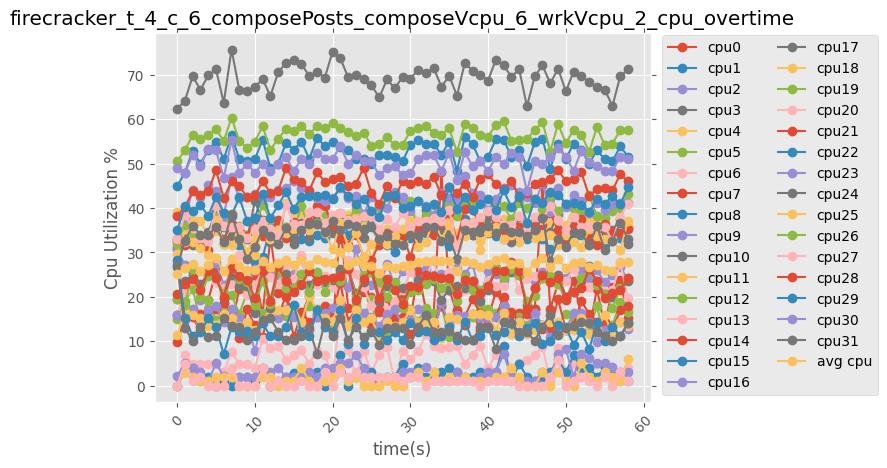 firecracker_t_4_c_6_composePosts_composeVcpu_6_wrkVcpu_2_cpu_overtime
Cpu Utilization %
70
60
50
40
30
20
10
0
0
10
20
30
40
50
60
time(s)
cpu0
cpu1
cpu2
cpu3
cpu4
cpu5
cpu6
cpu7
cpu8
cpu9
cpu10
cpu11
cpu12
cpu13
cpu14
cpu15
cpu16
cpu17
cpu18
cpu19
cpu20
cpu21
cpu22
cpu23
cpu24
cpu25
cpu26
cpu27
cpu28
cpu29
cpu30
cpu31
avg cpu